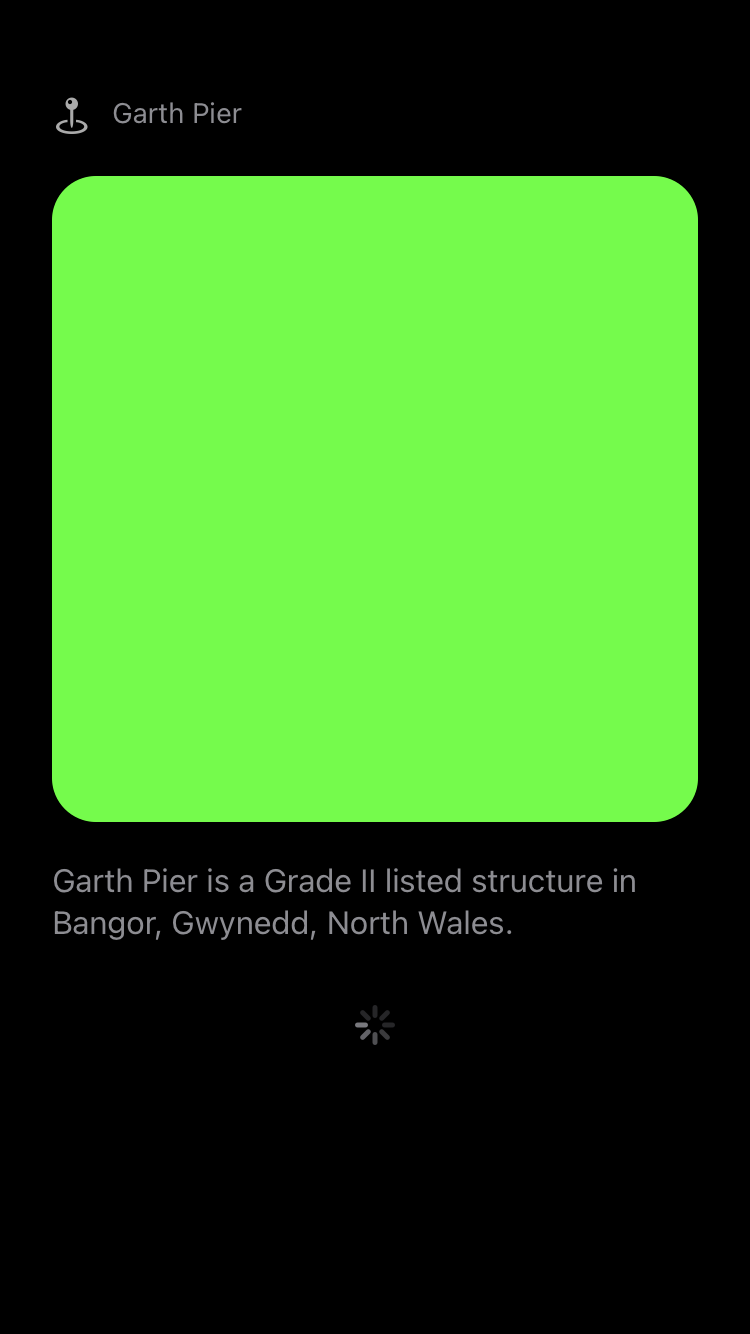 Garth Pier
Garth Pier is a Grade II listed structure in
Bangor, Gwynedd, North Wales.